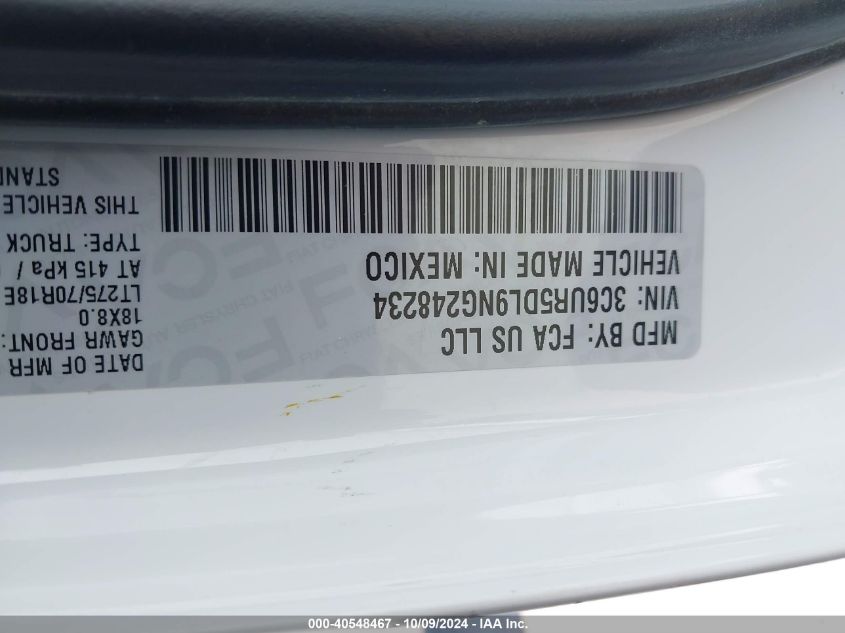 MFD BY: FCA US LLC
VIN: 3C6UR5DL9NG248234
VEHICLE MADE IN: MEXICO
DATE OF MFR
GAWR FRONT:
18X8.0
LT275/70R18E
AT 415 kPa /
TYPE: TRUCK
THIS VEHICLE
STAND
000-40548467 - 10/09/2024 - IAA Inc.